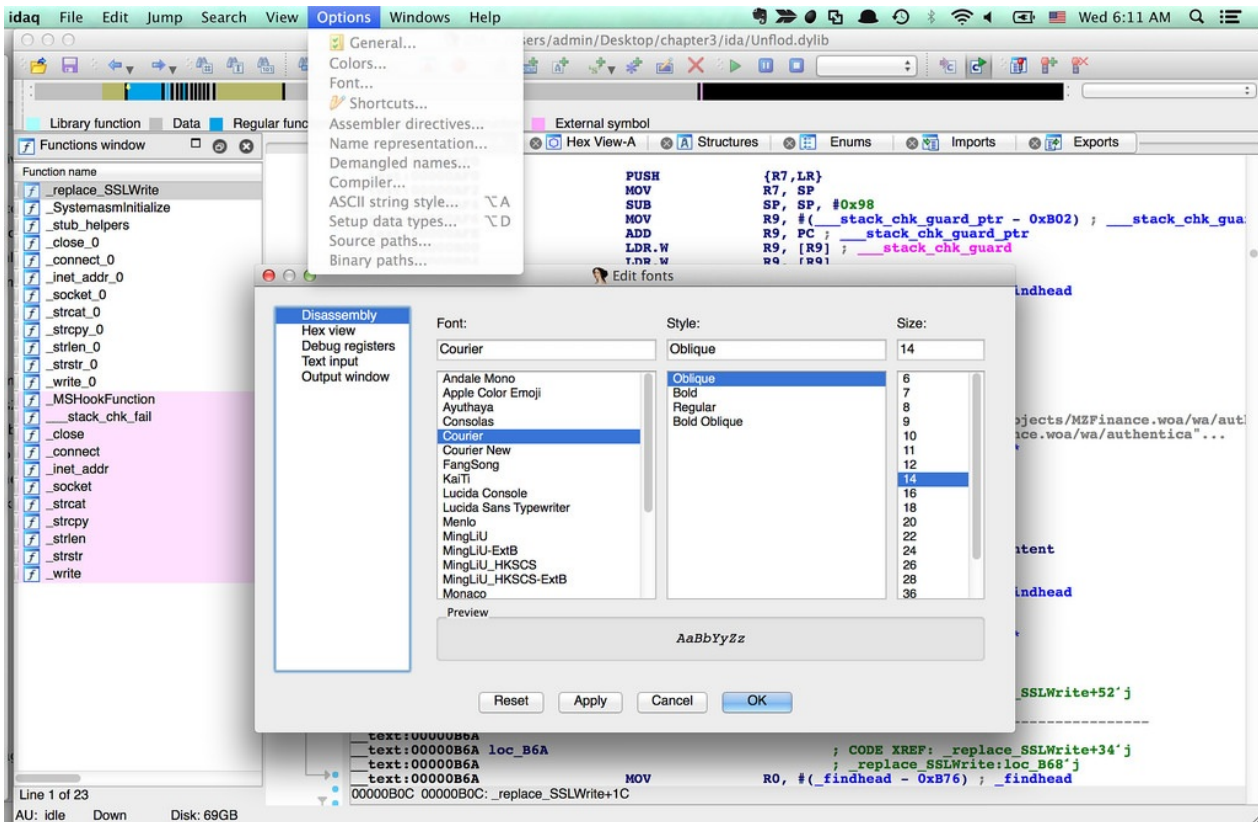 idaq File Edit Jump Search View Options Windows Help Wed 6:11 AM
sers/admin/Desktop/chapter3/ida/Unflod.dylib
General...
Colors...
Font...
Shortcuts...
Assembler directives...
Name representation...
Demangled names...
Compiler...
ASCII string style... ⌥A
Setup data types... ⌥D
Source paths...
Binary paths...
Library function Data Regular func External symbol
Functions window
Hex View-A Structures Enums Imports Exports
Function name
_replace_SSLWrite
_SystemasmInitialize
_stub_helpers
_close_0
_connect_0
_inet_addr_0
_socket_0
_strcat_0
_strcpy_0
_strlen_0
_strstr_0
_write_0
_MSHookFunction
___stack_chk_fail
_close
_connect
_inet_addr
_socket
_strcat
_strcpy
_strlen
_strstr
_write
Line 1 of 23
AU: idle Down Disk: 69GB
PUSH {R7,LR}
MOV R7, SP
SUB SP, SP, #0x98
MOV R9, #(___stack_chk_guard_ptr - 0xB02) ; ___stack_chk_gua
ADD R9, PC ; ___stack_chk_guard_ptr
LDR.W R9, [R9] ; ___stack_chk_guard
LDR.W R9, [R9]
indhead
jects/MZFinance.woa/wa/aut
nce.woa/wa/authentica"...
ntent
indhead
_SSLWrite+52↓j
Edit fonts
Disassembly
Hex view
Debug registers
Text input
Output window
Font:
Courier
Andale Mono
Apple Color Emoji
Ayuthaya
Consolas
Courier
Courier New
FangSong
KaiTi
Lucida Console
Lucida Sans Typewriter
Menlo
MingLiU
MingLiU-ExtB
MingLiU_HKSCS
MingLiU_HKSCS-ExtB
Monaco
Style:
Oblique
Oblique
Bold
Regular
Bold Oblique
Size:
14
6
7
8
9
10
11
12
14
16
18
20
22
24
26
28
36
Preview
AaBbYyZz
Reset Apply Cancel OK
__text:00000B6A
__text:00000B6A loc_B6A ; CODE XREF: _replace_SSLWrite+34↑j
__text:00000B6A ; _replace_SSLWrite:loc_B68↑j
__text:00000B6A MOV R0, #(_findhead - 0xB76) ; _findhead
00000B0C 00000B0C: _replace_SSLWrite+1C